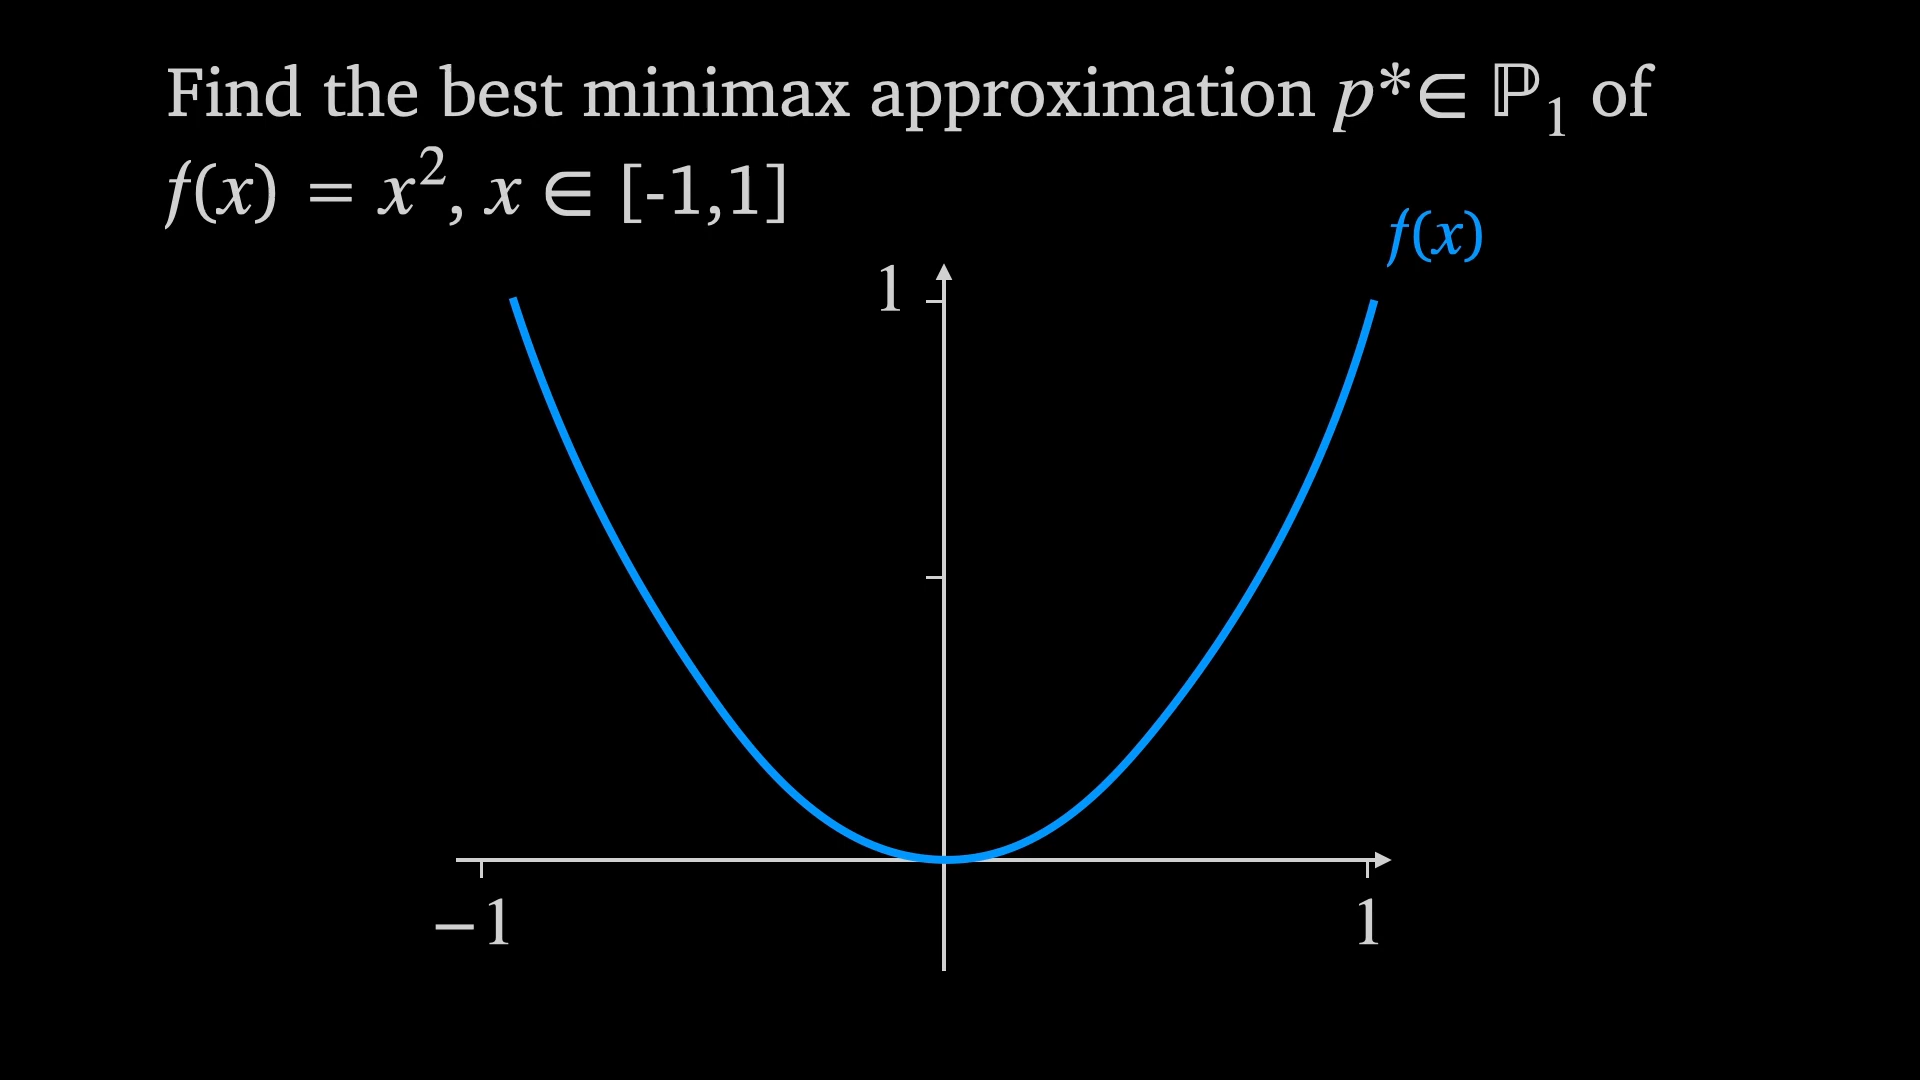 Find the best minimax approximation p*∈ ℙ₁ of
f(x) = x², x ∈ [-1,1]
f(x)
1
−1
1